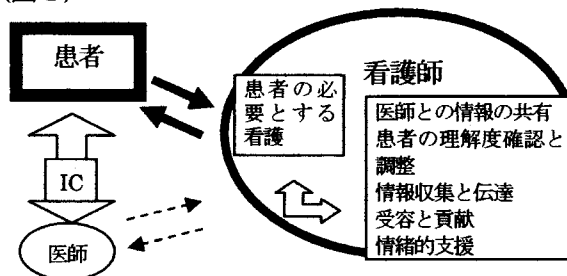 患者
看護師
患者の必
要とする
看護
医師との情報の共有
患者の理解度確認と
調整
情報収集と伝達
受容と貢献
情緒的支援
IC
医師